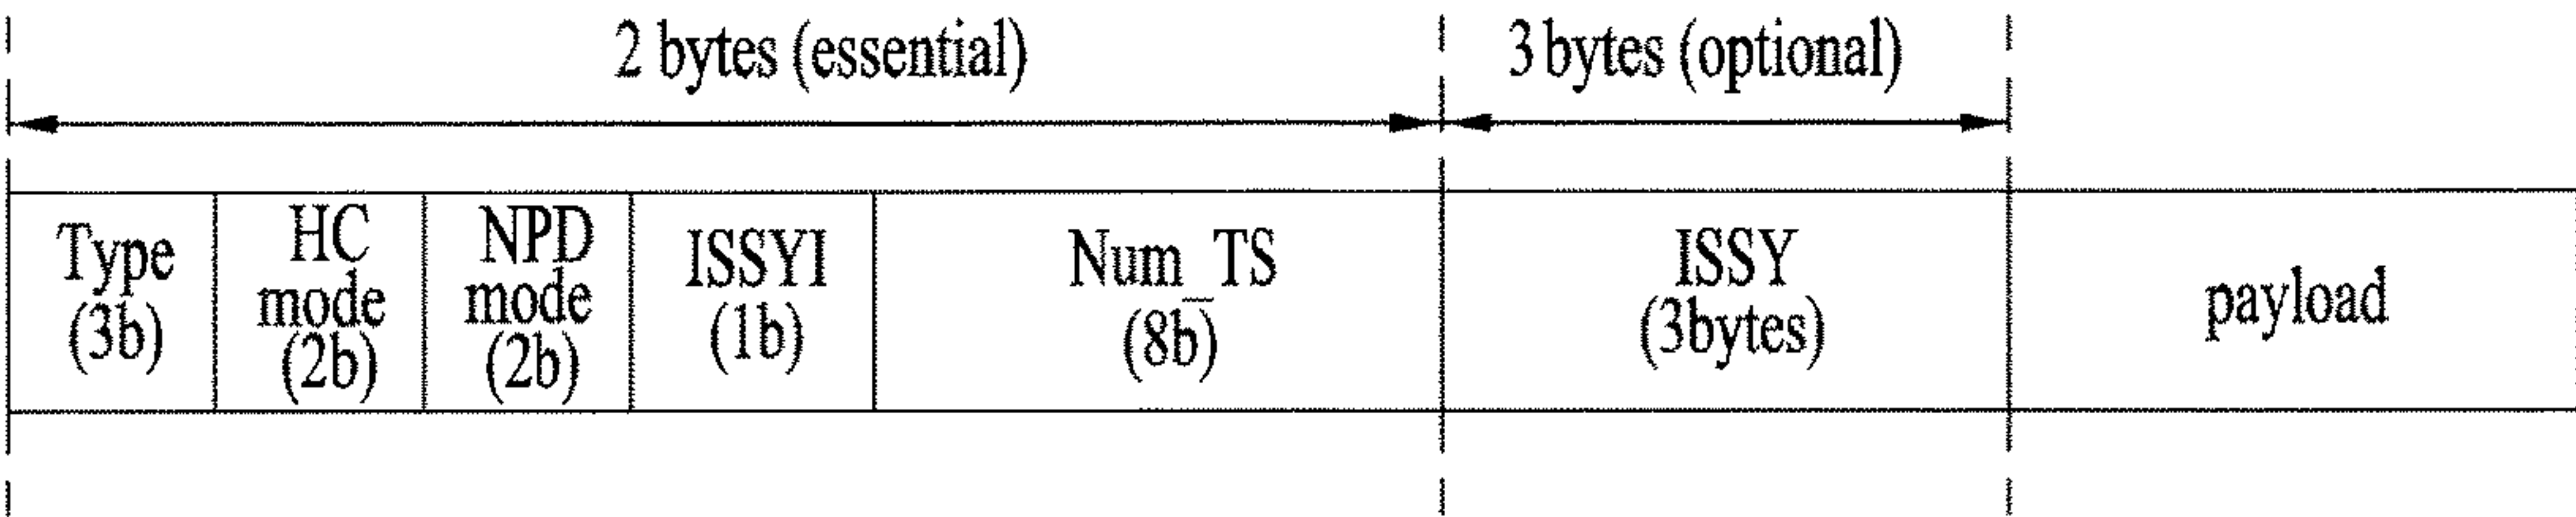 2 bytes (essential)
3 bytes (optional)
Type
(3b)
HC
mode
(2b)
NPD
mode
(2b)
ISSYI
(1b)
Num_TS
(8b)
ISSY
(3bytes)
payload